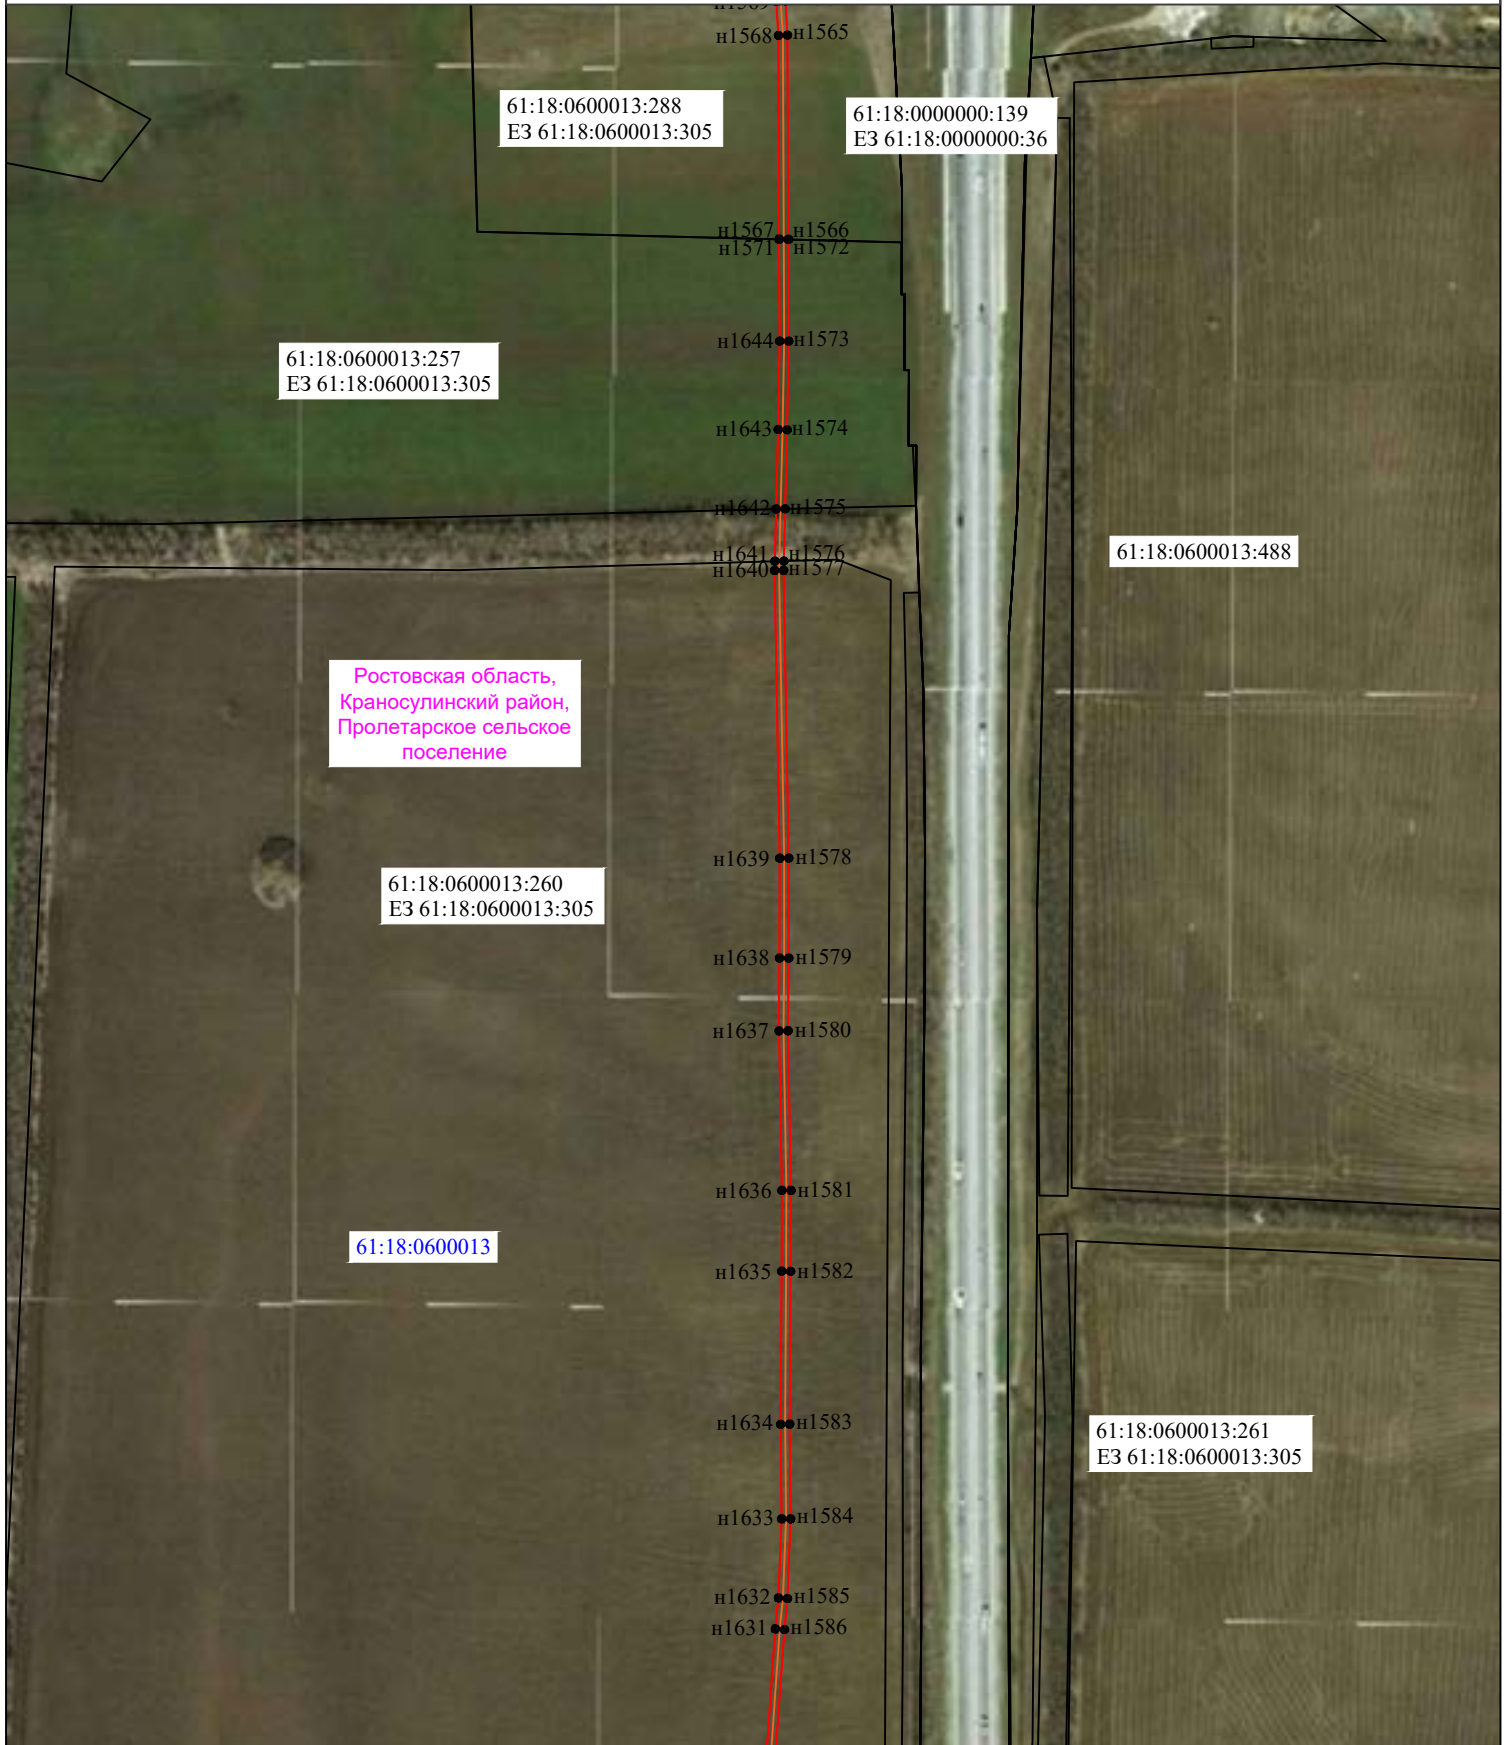 н1569
н1568 н1565
61:18:0600013:288
ЕЗ 61:18:0600013:305
61:18:0000000:139
ЕЗ 61:18:0000000:36
н1567 н1566
н1571 н1572
н1644 н1573
61:18:0600013:257
ЕЗ 61:18:0600013:305
н1643 н1574
н1642 н1575
н1641 н1576
н1640 н1577
61:18:0600013:488
Ростовская область,
Краносулинский район,
Пролетарское сельское
поселение
н1639 н1578
61:18:0600013:260
ЕЗ 61:18:0600013:305
н1638 н1579
н1637 н1580
н1636 н1581
61:18:0600013
н1635 н1582
н1634 н1583
61:18:0600013:261
ЕЗ 61:18:0600013:305
н1633 н1584
н1632 н1585
н1631 н1586